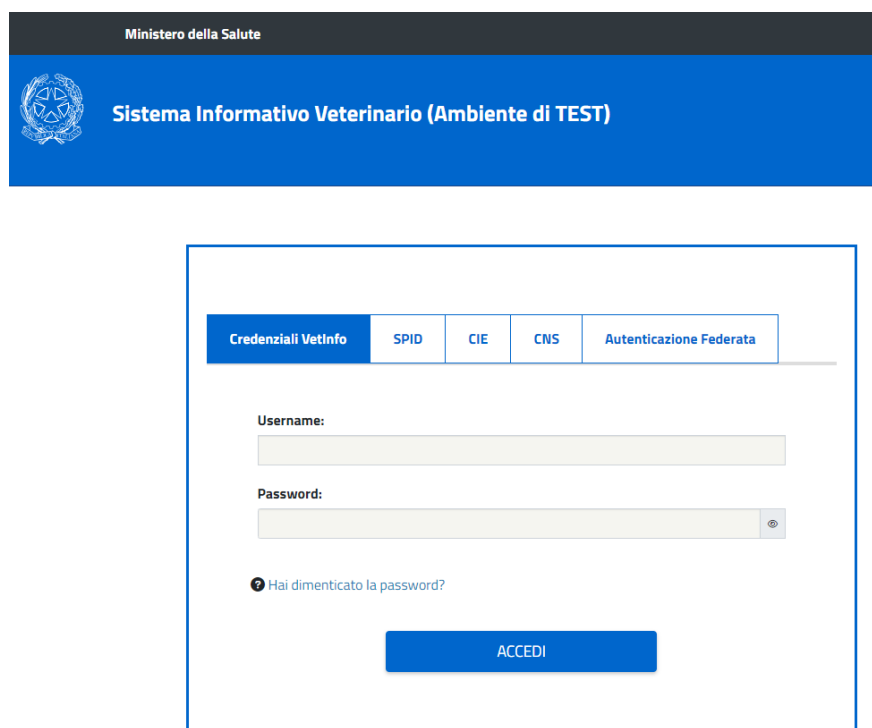 Ministero della Salute
Sistema Informativo Veterinario (Ambiente di TEST)
Credenziali VetInfo SPID CIE CNS Autenticazione Federata
Username:
Password:
Hai dimenticato la password?
ACCEDI